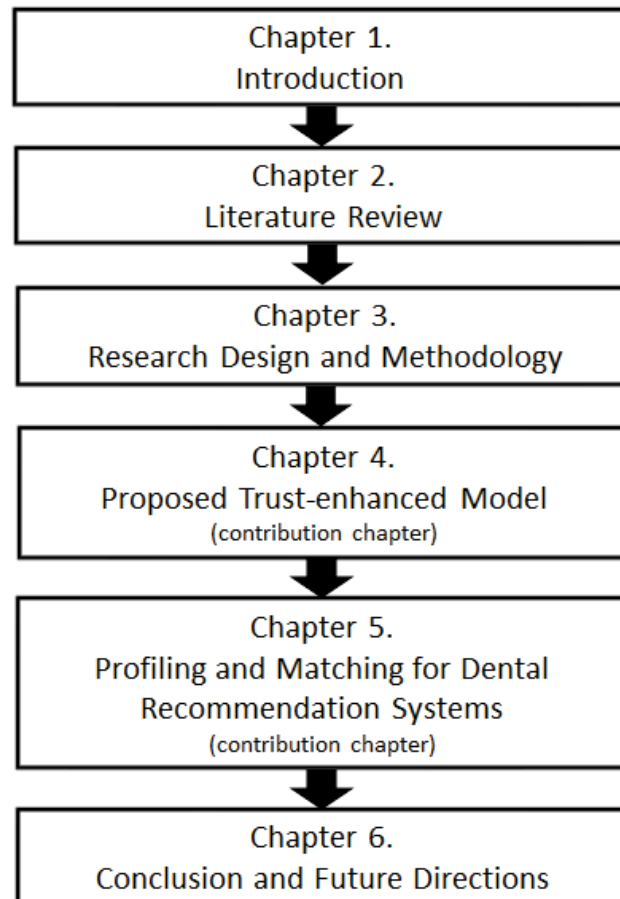 Chapter 1.
Introduction
Chapter 2.
Literature Review
Chapter 3.
Research Design and Methodology
Chapter 4.
Proposed Trust-enhanced Model
(contribution chapter)
Chapter 5.
Profiling and Matching for Dental
Recommendation Systems
(contribution chapter)
Chapter 6.
Conclusion and Future Directions